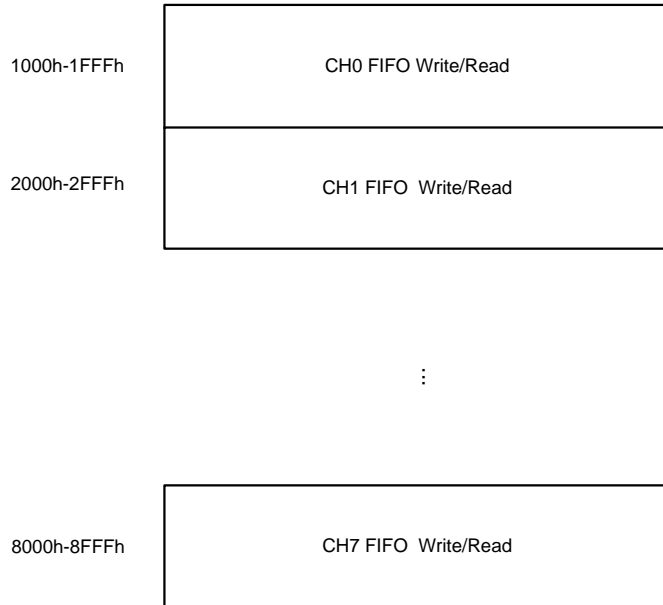 1000h-1FFFh
CH0 FIFO Write/Read
2000h-2FFFh
CH1 FIFO  Write/Read
⋮
8000h-8FFFh
CH7 FIFO  Write/Read